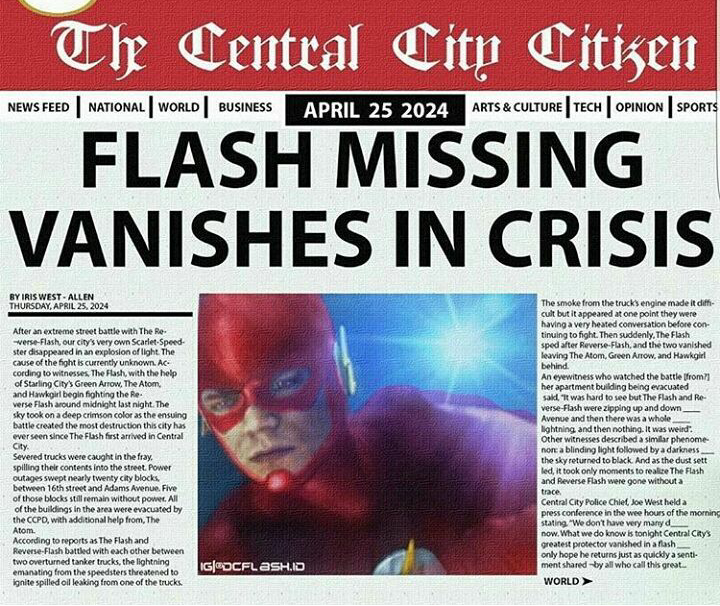 The Central City Citizen
NEWS FEED | NATIONAL | WORLD | BUSINESS
APRIL 25 2024
ARTS & CULTURE | TECH | OPINION | SPORTS
FLASH MISSING
VANISHES IN CRISIS
BY IRIS WEST - ALLEN
THURSDAY, APRIL 25, 2024
After an extreme street battle with The Re-
¬verse-Flash, our city's very own Scarlet-Speed-
ster disappeared in an explosion of light. The
cause of the fight is currently unknown. Ac-
cording to witnesses, The Flash, with the help
of Starling City's Green Arrow, The Atom,
and Hawkgirl begin fighting the Re-
verse Flash around midnight last night. The
sky took on a deep crimson color as the ensuing
battle created the most destruction this city has
ever seen since The Flash first arrived in Central
City.
Severed trucks were caught in the fray,
spilling their contents into the street. Power
outages swept nearly twenty city blocks,
between 16th street and Adams Avenue. Five
of those blocks still remain without power. All
of the buildings in the area were evacuated by
the CCPD, with additional help from, The
Atom.
According to reports as The Flash and
Reverse-Flash battled with each other between
two overturned tanker trucks, the lightning
emanating from the speedsters threatened to
ignite spilled oil leaking from one of the trucks.
IG|@DCFLASH.ID
The smoke from the truck's engine made it diffi-
cult but it appeared at one point they were
having a very heated conversation before con-
tinuing to fight. Then suddenly, The Flash
sped after Reverse-Flash, and the two vanished
leaving The Atom, Green Arrow, and Hawkgirl
behind.
An eyewitness who watched the battle [from?]
her apartment building being evacuated
said, "It was hard to see but The Flash and Re-
verse-Flash were zipping up and down ____
Avenue and then there was a whole ____
lightning, and then nothing. It was weird".
Other witnesses described a similar phenome-
non: a blinding light followed by a darkness ___
the sky returned to black. And as the dust sett
led, it took only moments to realize The Flash
and Reverse Flash were gone without a
trace.
Central City Police Chief, Joe West held a
press conference in the wee hours of the morning
stating, "We don't have very many d____
now. What we do know is tonight Central City's
greatest protector vanished in a flash ___
only hope he returns just as quickly a senti-
ment shared ¬by all who call this great...
WORLD ➤